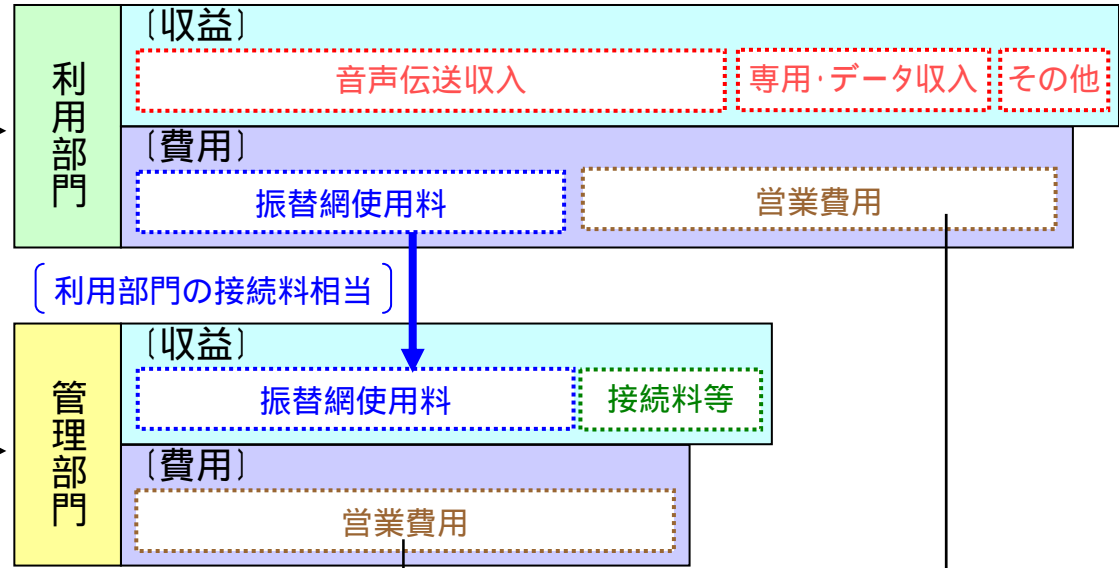 利用部門
〔収益〕
音声伝送収入
専用・データ収入
その他
〔費用〕
振替網使用料
営業費用
〔利用部門の接続料相当〕
管理部門
〔収益〕
振替網使用料
接続料等
〔費用〕
営業費用